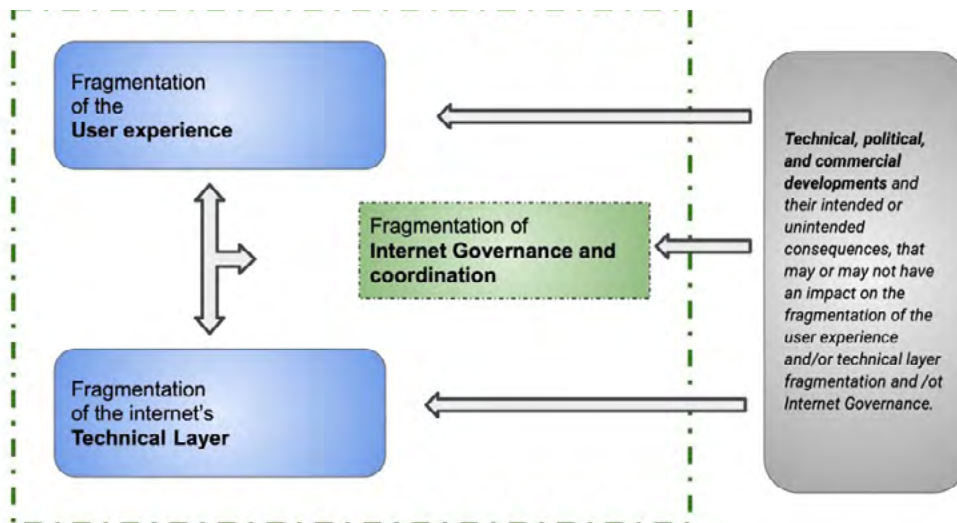 Fragmentation
of the
User experience
Fragmentation of
Internet Governance and
coordination
Fragmentation
of the internet's
Technical Layer
Technical, political,
and commercial
developments and
their intended or
unintended
consequences, that
may or may not have
an impact on the
fragmentation of the
user experience
and/or technical layer
fragmentation and /ot
Internet Governance.